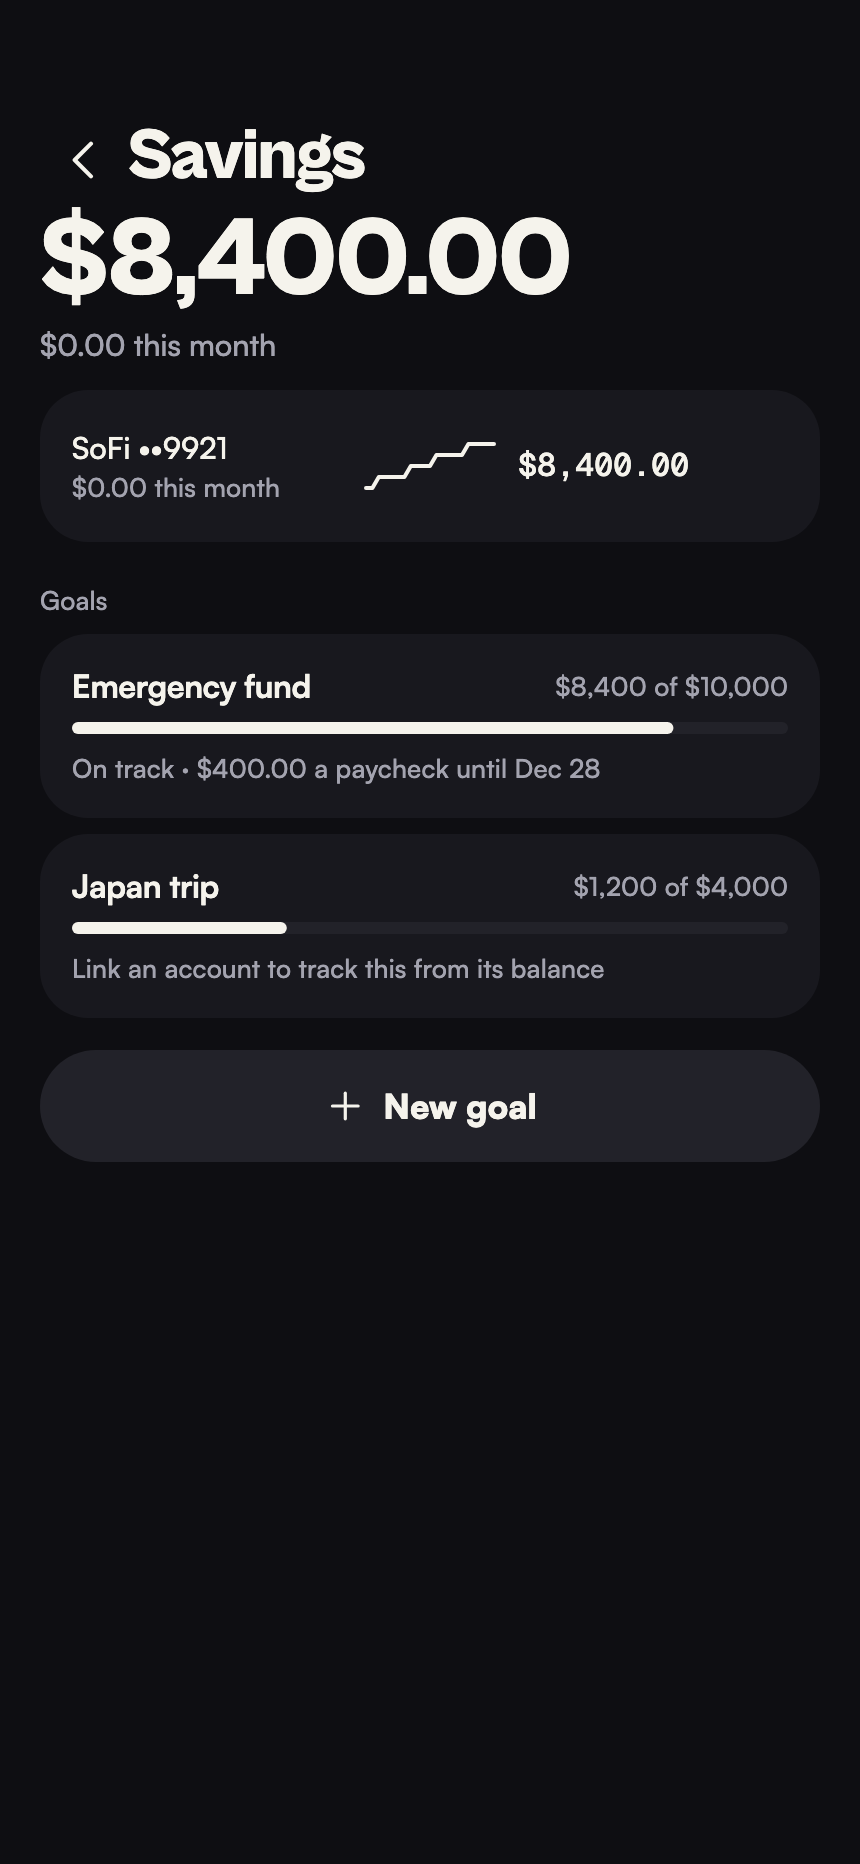 Savings
$8,400.00
$0.00 this month
SoFi ••9921
$0.00 this month
$8,400.00
Goals
Emergency fund
$8,400 of $10,000
On track · $400.00 a paycheck until Dec 28
Japan trip
$1,200 of $4,000
Link an account to track this from its balance
New goal